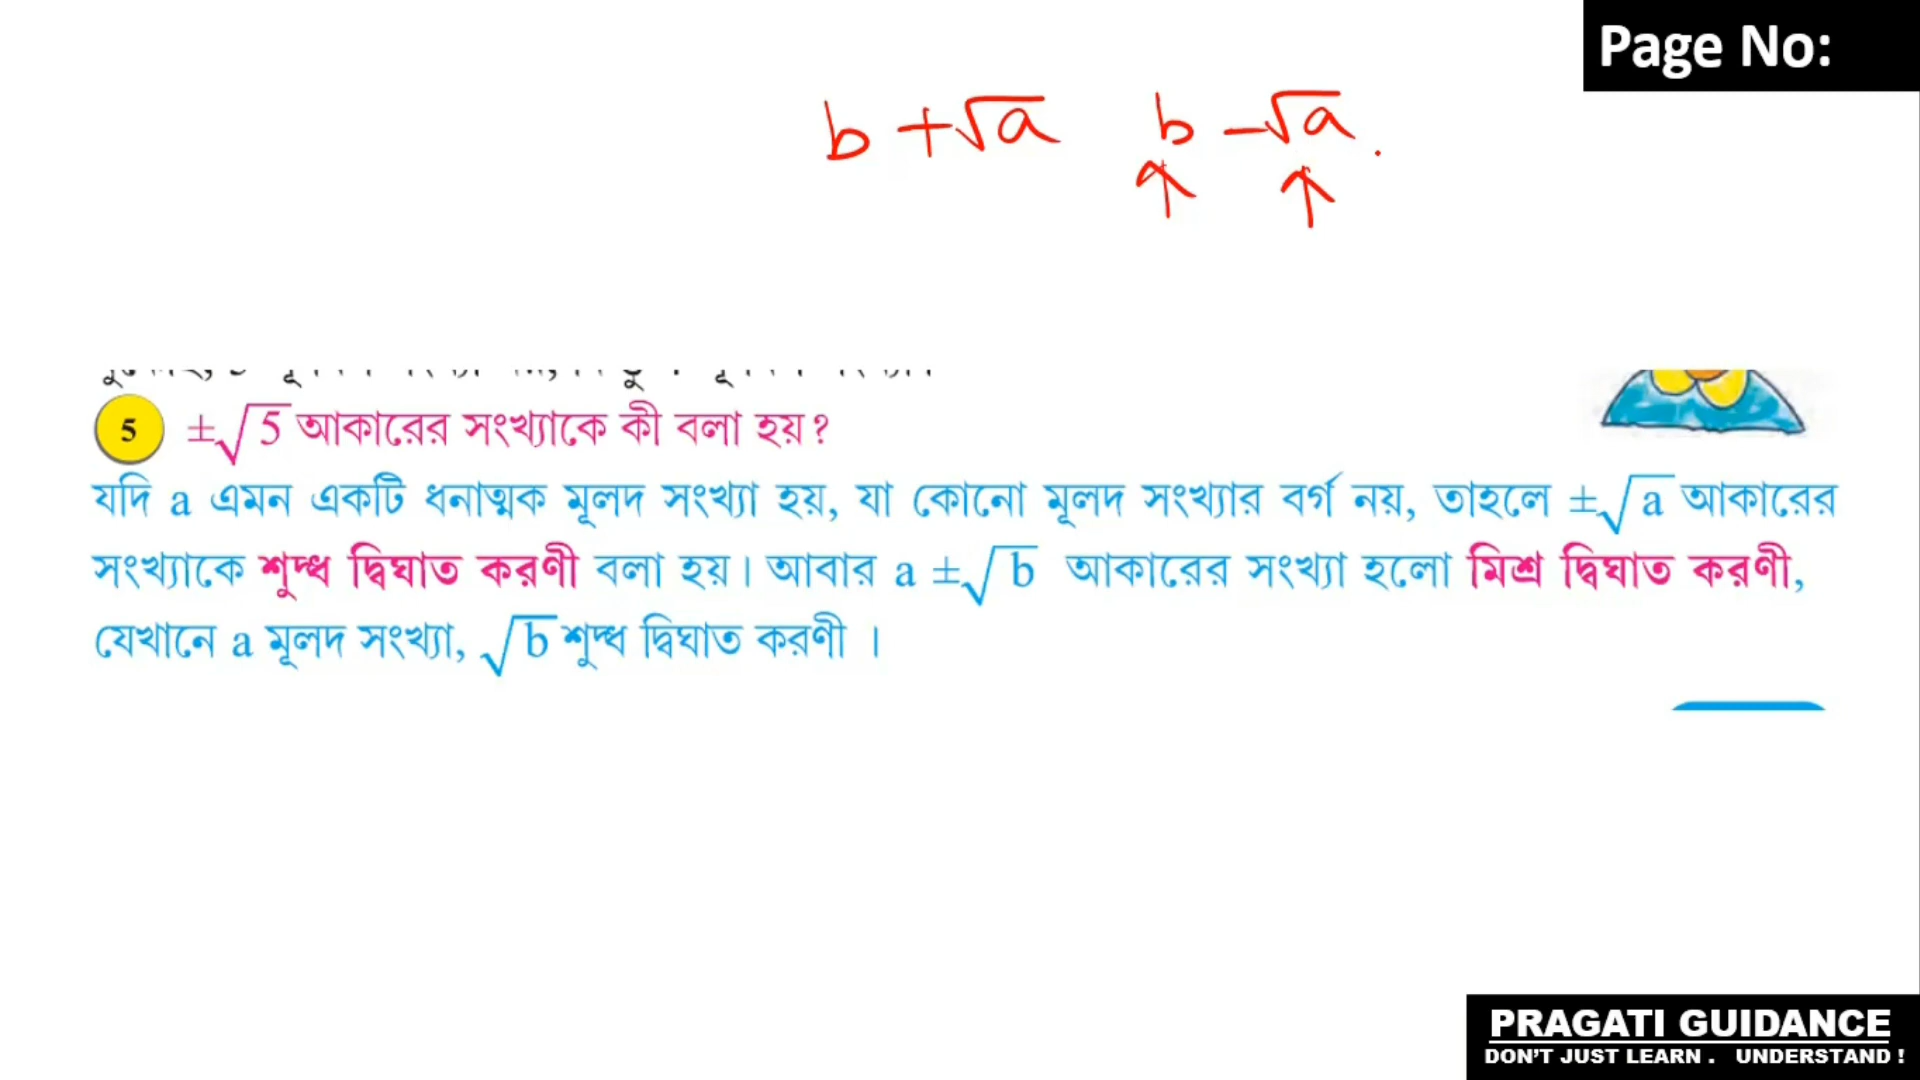 Page No:
b + √a b - √a .
5 ±√5 আকারের সংখ্যাকে কী বলা হয়?
যদি a এমন একটি ধনাত্মক মূলদ সংখ্যা হয়, যা কোনো মূলদ সংখ্যার বর্গ নয়, তাহলে ±√a আকারের
সংখ্যাকে শুদ্ধ দ্বিঘাত করণী বলা হয়। আবার a ±√b আকারের সংখ্যা হলো মিশ্র দ্বিঘাত করণী,
যেখানে a মূলদ সংখ্যা, √b শুদ্ধ দ্বিঘাত করণী ।
PRAGATI GUIDANCE
DON'T JUST LEARN . UNDERSTAND !